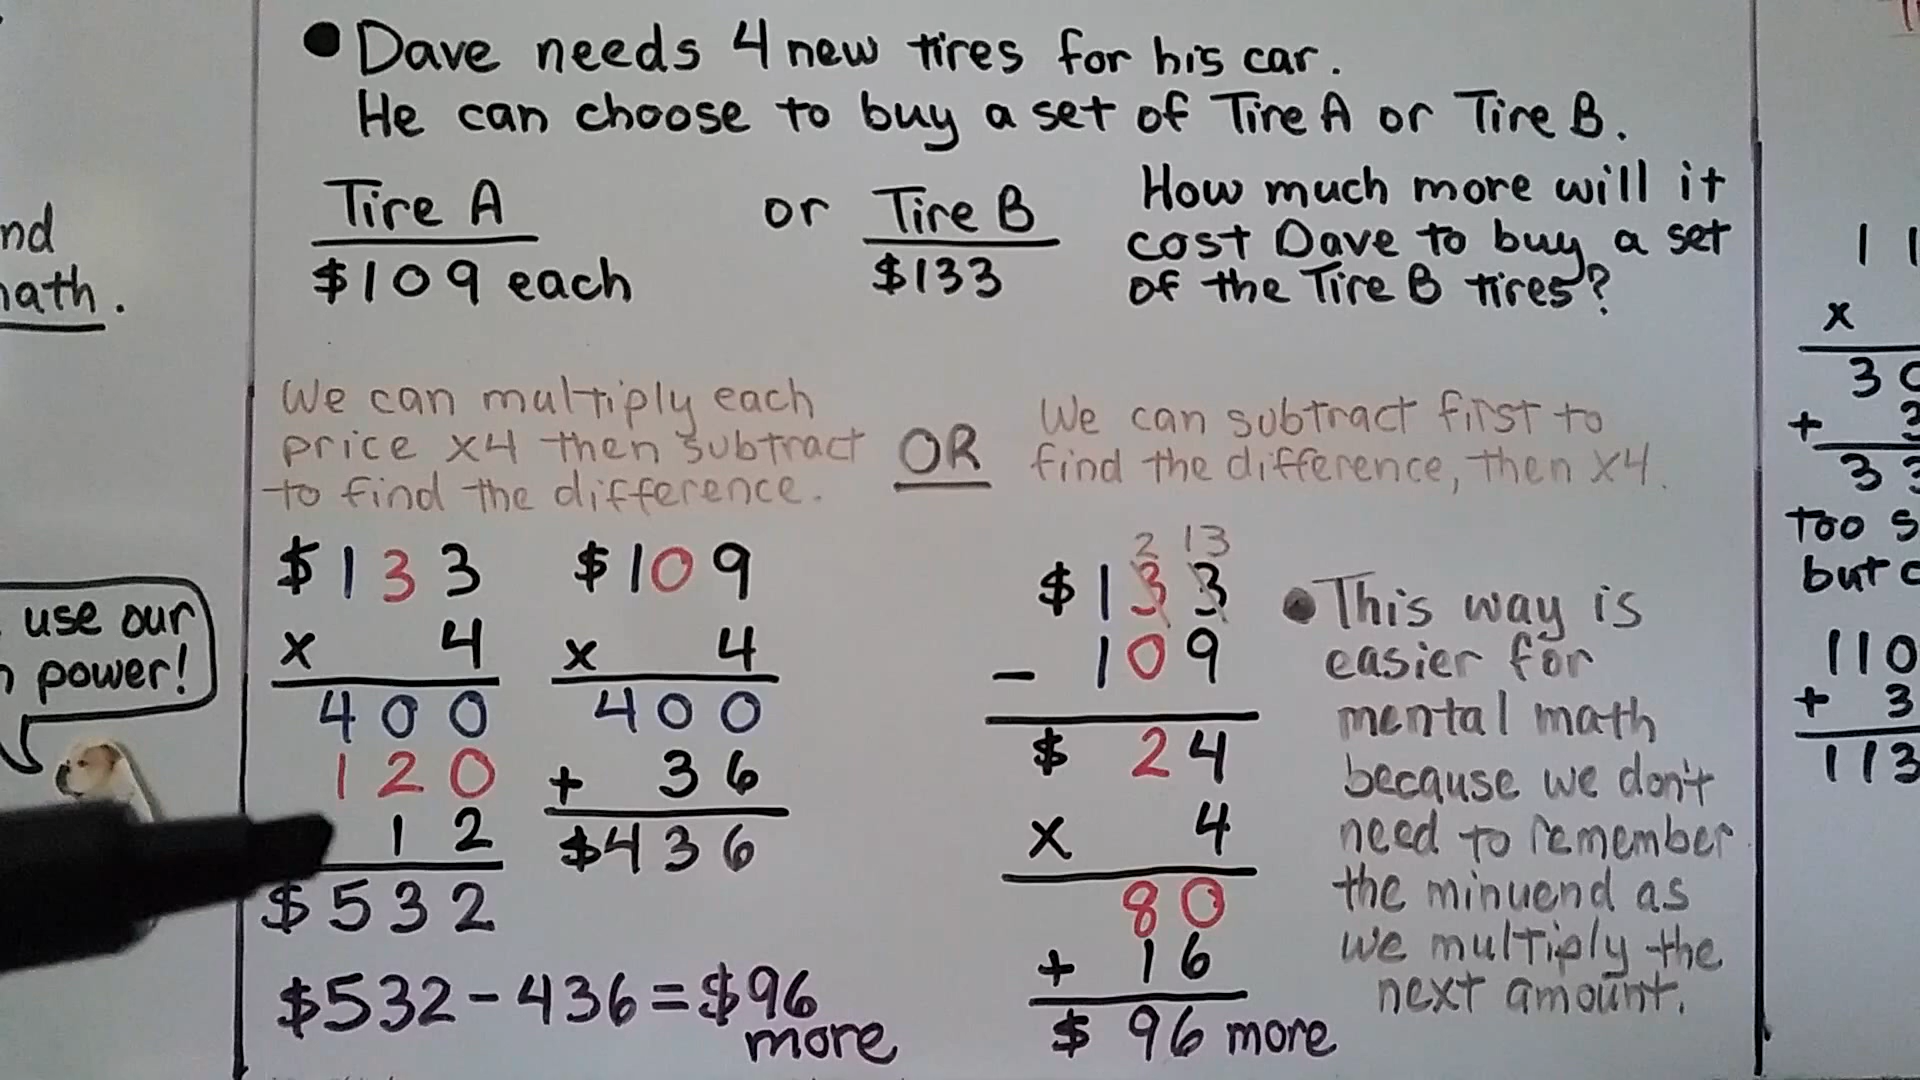 • Dave needs 4 new tires for his car.
He can choose to buy a set of Tire A or Tire B.
Tire A
$109 each
or
Tire B
$133
How much more will it
cost Dave to buy a set
of the Tire B tires?
We can multiply each
price x4 then subtract
to find the difference.
OR
We can subtract first to
find the difference, then x4.
$133
x 4
400
120
12
$532
$109
x 4
400
+ 36
$436
$532 - 436 = $96
more
2 13
$133
- 109
$ 24
x 4
80
+ 16
$ 96 more
• This way is
easier for
mental math
because we don't
need to remember
the minuend as
we multiply the
next amount.
use our
power!
x
+
too
but
110
+ 3
113